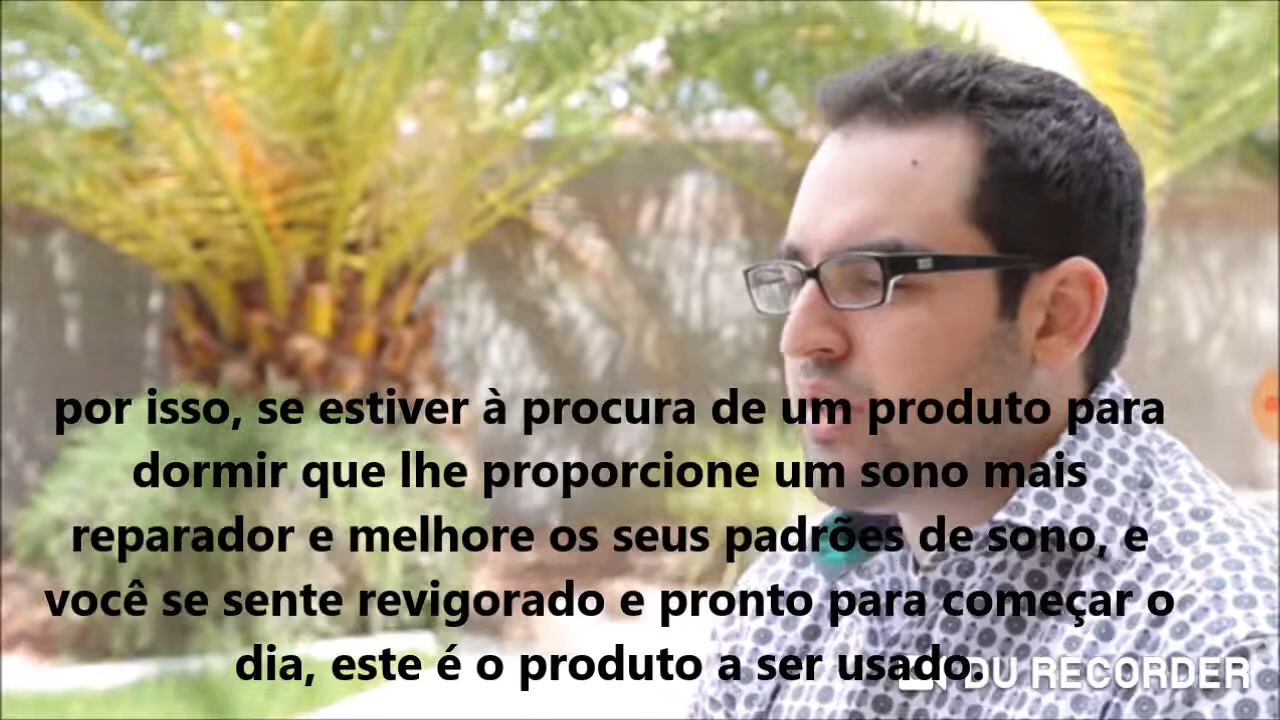 por isso, se estiver à procura de um produto para
dormir que lhe proporcione um sono mais
reparador e melhore os seus padrões de sono, e
você se sente revigorado e pronto para começar o
dia, este é o produto a ser usado.
DU RECORDER